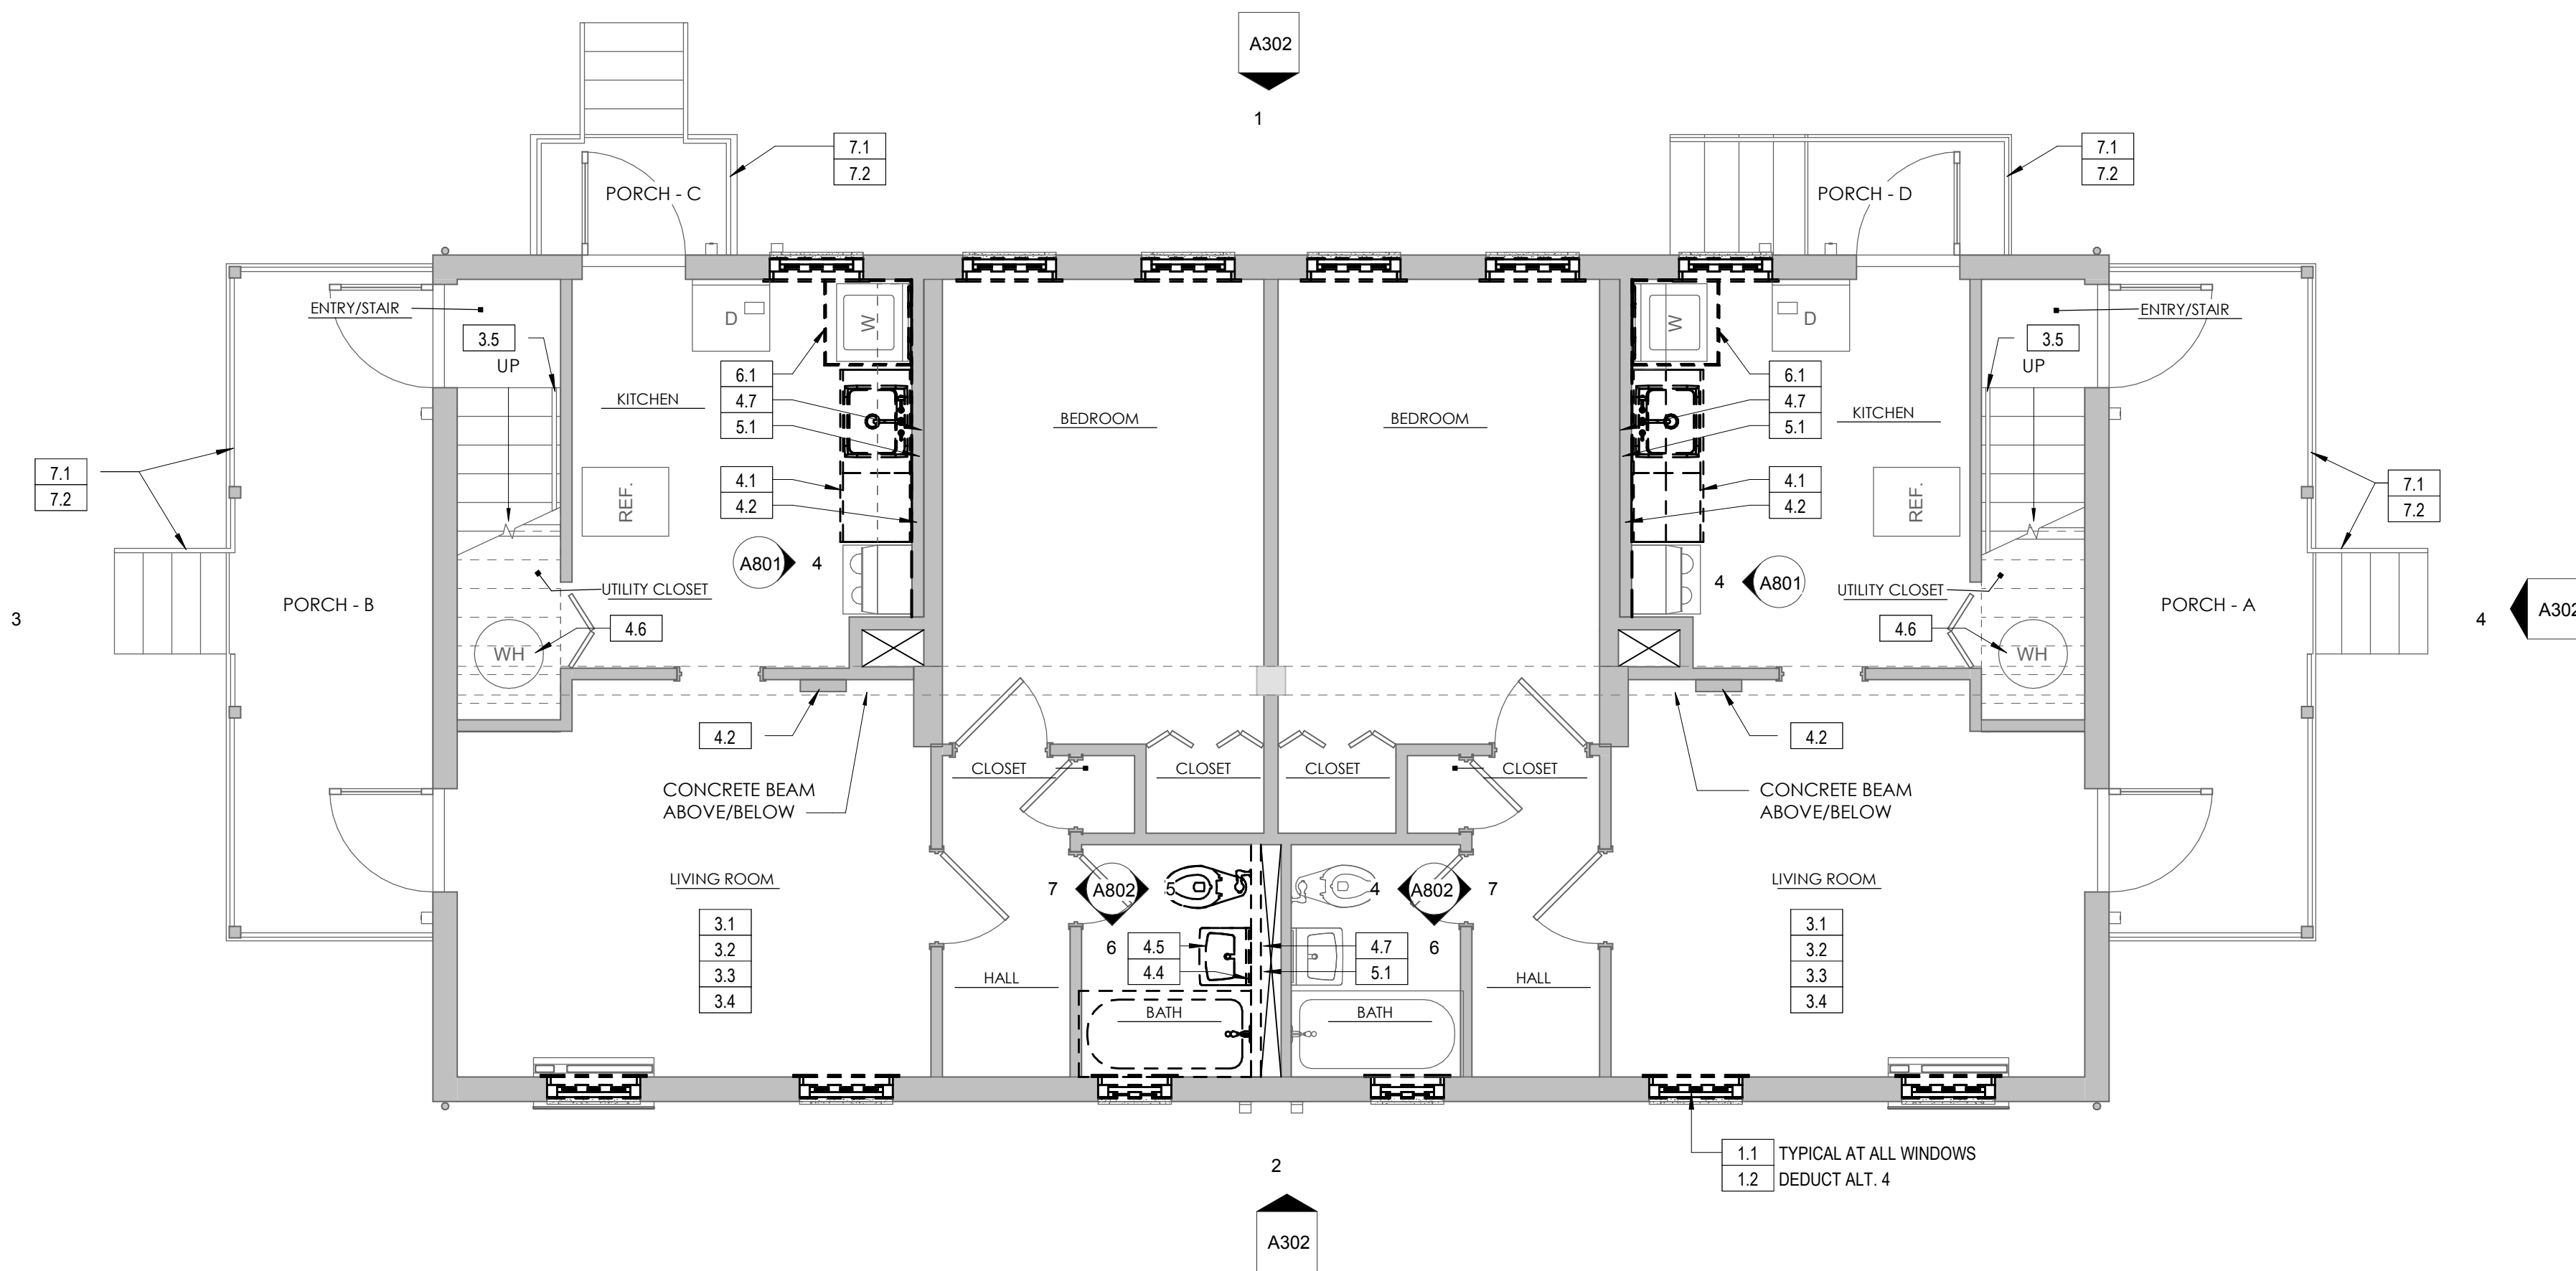 A302
1
7.1
7.2
7.1
7.2
PORCH - C
PORCH - D
ENTRY/STAIR
ENTRY/STAIR
3.5
UP
3.5
UP
D
W
W
D
6.1
4.7
5.1
6.1
4.7
5.1
KITCHEN
BEDROOM
BEDROOM
KITCHEN
7.1
7.2
7.1
7.2
REF.
4.1
4.2
4.1
4.2
REF.
A801
4
4
A801
UTILITY CLOSET
UTILITY CLOSET
3
PORCH - B
PORCH - A
4
A302
4.6
4.6
WH
WH
4.2
4.2
CLOSET
CLOSET
CLOSET
CLOSET
CONCRETE BEAM
ABOVE/BELOW
CONCRETE BEAM
ABOVE/BELOW
LIVING ROOM
LIVING ROOM
7
A802
5
4
A802
7
3.1
3.2
3.3
3.4
6
4.5
4.4
4.7
5.1
6
3.1
3.2
3.3
3.4
HALL
HALL
BATH
BATH
1.1 TYPICAL AT ALL WINDOWS
1.2 DEDUCT ALT. 4
2
A302